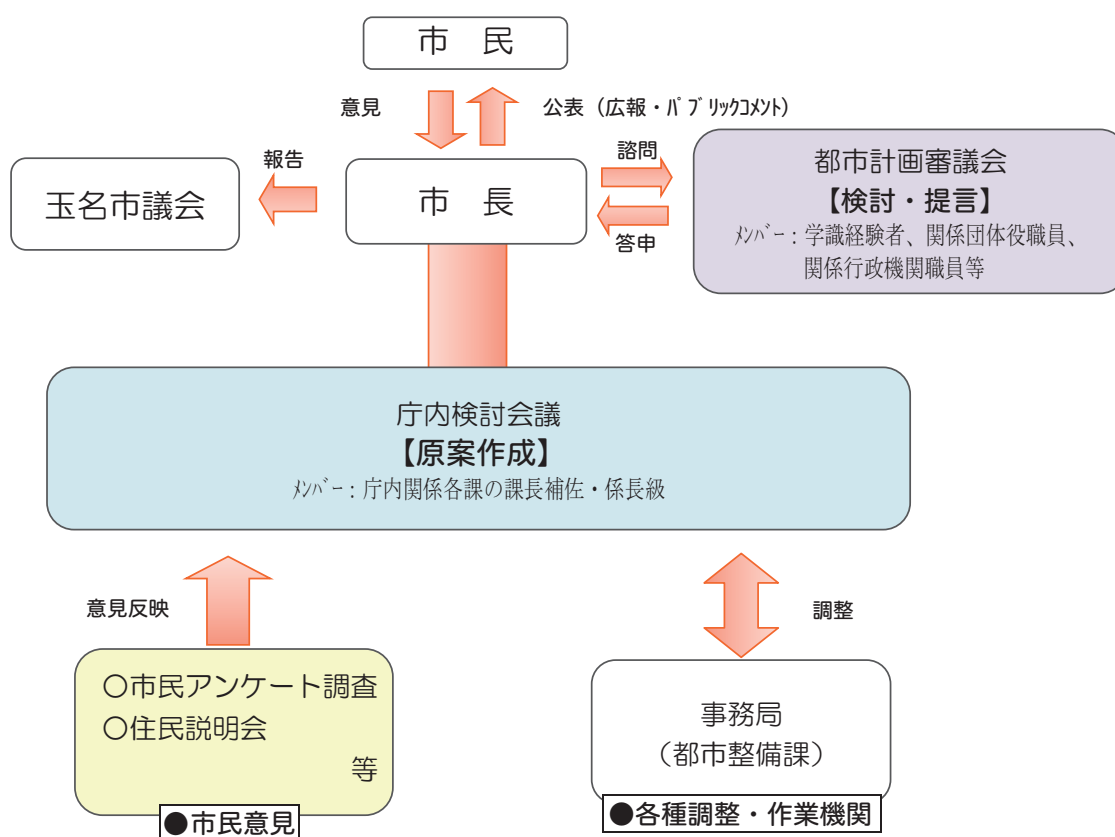 市　民
意見
公表（広報・ﾊﾟﾌﾞﾘｯｸｺﾒﾝﾄ）
報告
諮問
玉名市議会
市　長
答申
都市計画審議会
【検討・提言】
ﾒﾝﾊﾞｰ：学識経験者、関係団体役職員、
関係行政機関職員等
庁内検討会議
【原案作成】
ﾒﾝﾊﾞｰ：庁内関係各課の課長補佐・係長級
意見反映
調整
〇市民アンケート調査
〇住民説明会
等
●市民意見
事務局
（都市整備課）
●各種調整・作業機関